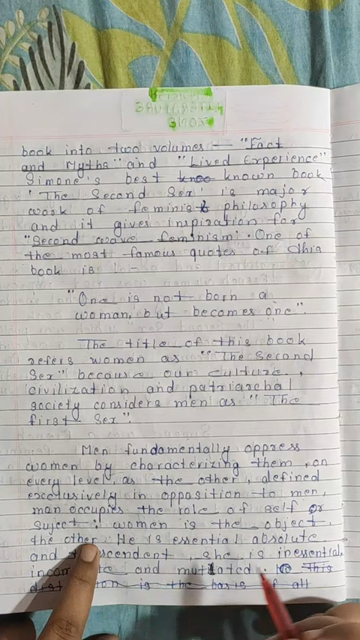 book into two volumes — "Fact
and Myths" and "Lived Experience"
Simone's best known book
'The Second Sex' is major
work of feminist philosophy
and it gives inspiration for
"Second wave feminism". One of
the most famous quotes of this
book is :-
"One is not born a
woman, but becomes one".
The title of this book
refers women as "The Second
Sex" because our culture,
civilization and patriarchal
society considers men as "The
first Sex".
Men fundamentally oppress
women by characterizing them, on
every level, as the other, defined
exclusively in opposition to men,
man occupies the role of self or
Suject; women is the object,
the other. He is essential, absolute,
and she is inessential,
and mutilated. This
is the basis of all